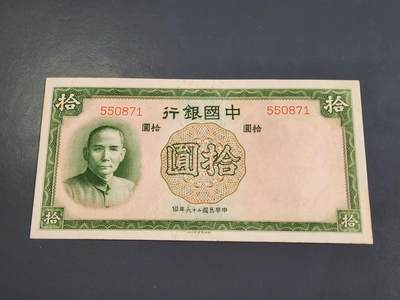 拾 拾
550871 550871
中國銀行
拾圓 拾圓
拾圓
中華民國二十六年印
拾 拾